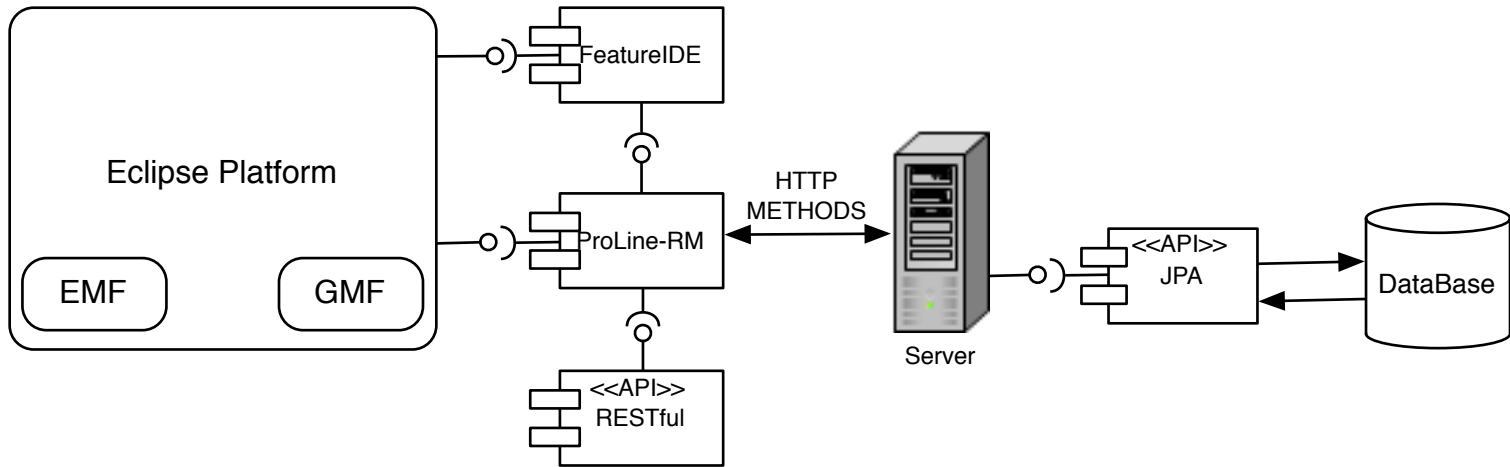 FeatureIDE
Eclipse Platform
HTTP
METHODS
ProLine-RM
<<API>>
JPA
DataBase
EMF
GMF
Server
<<API>>
RESTful